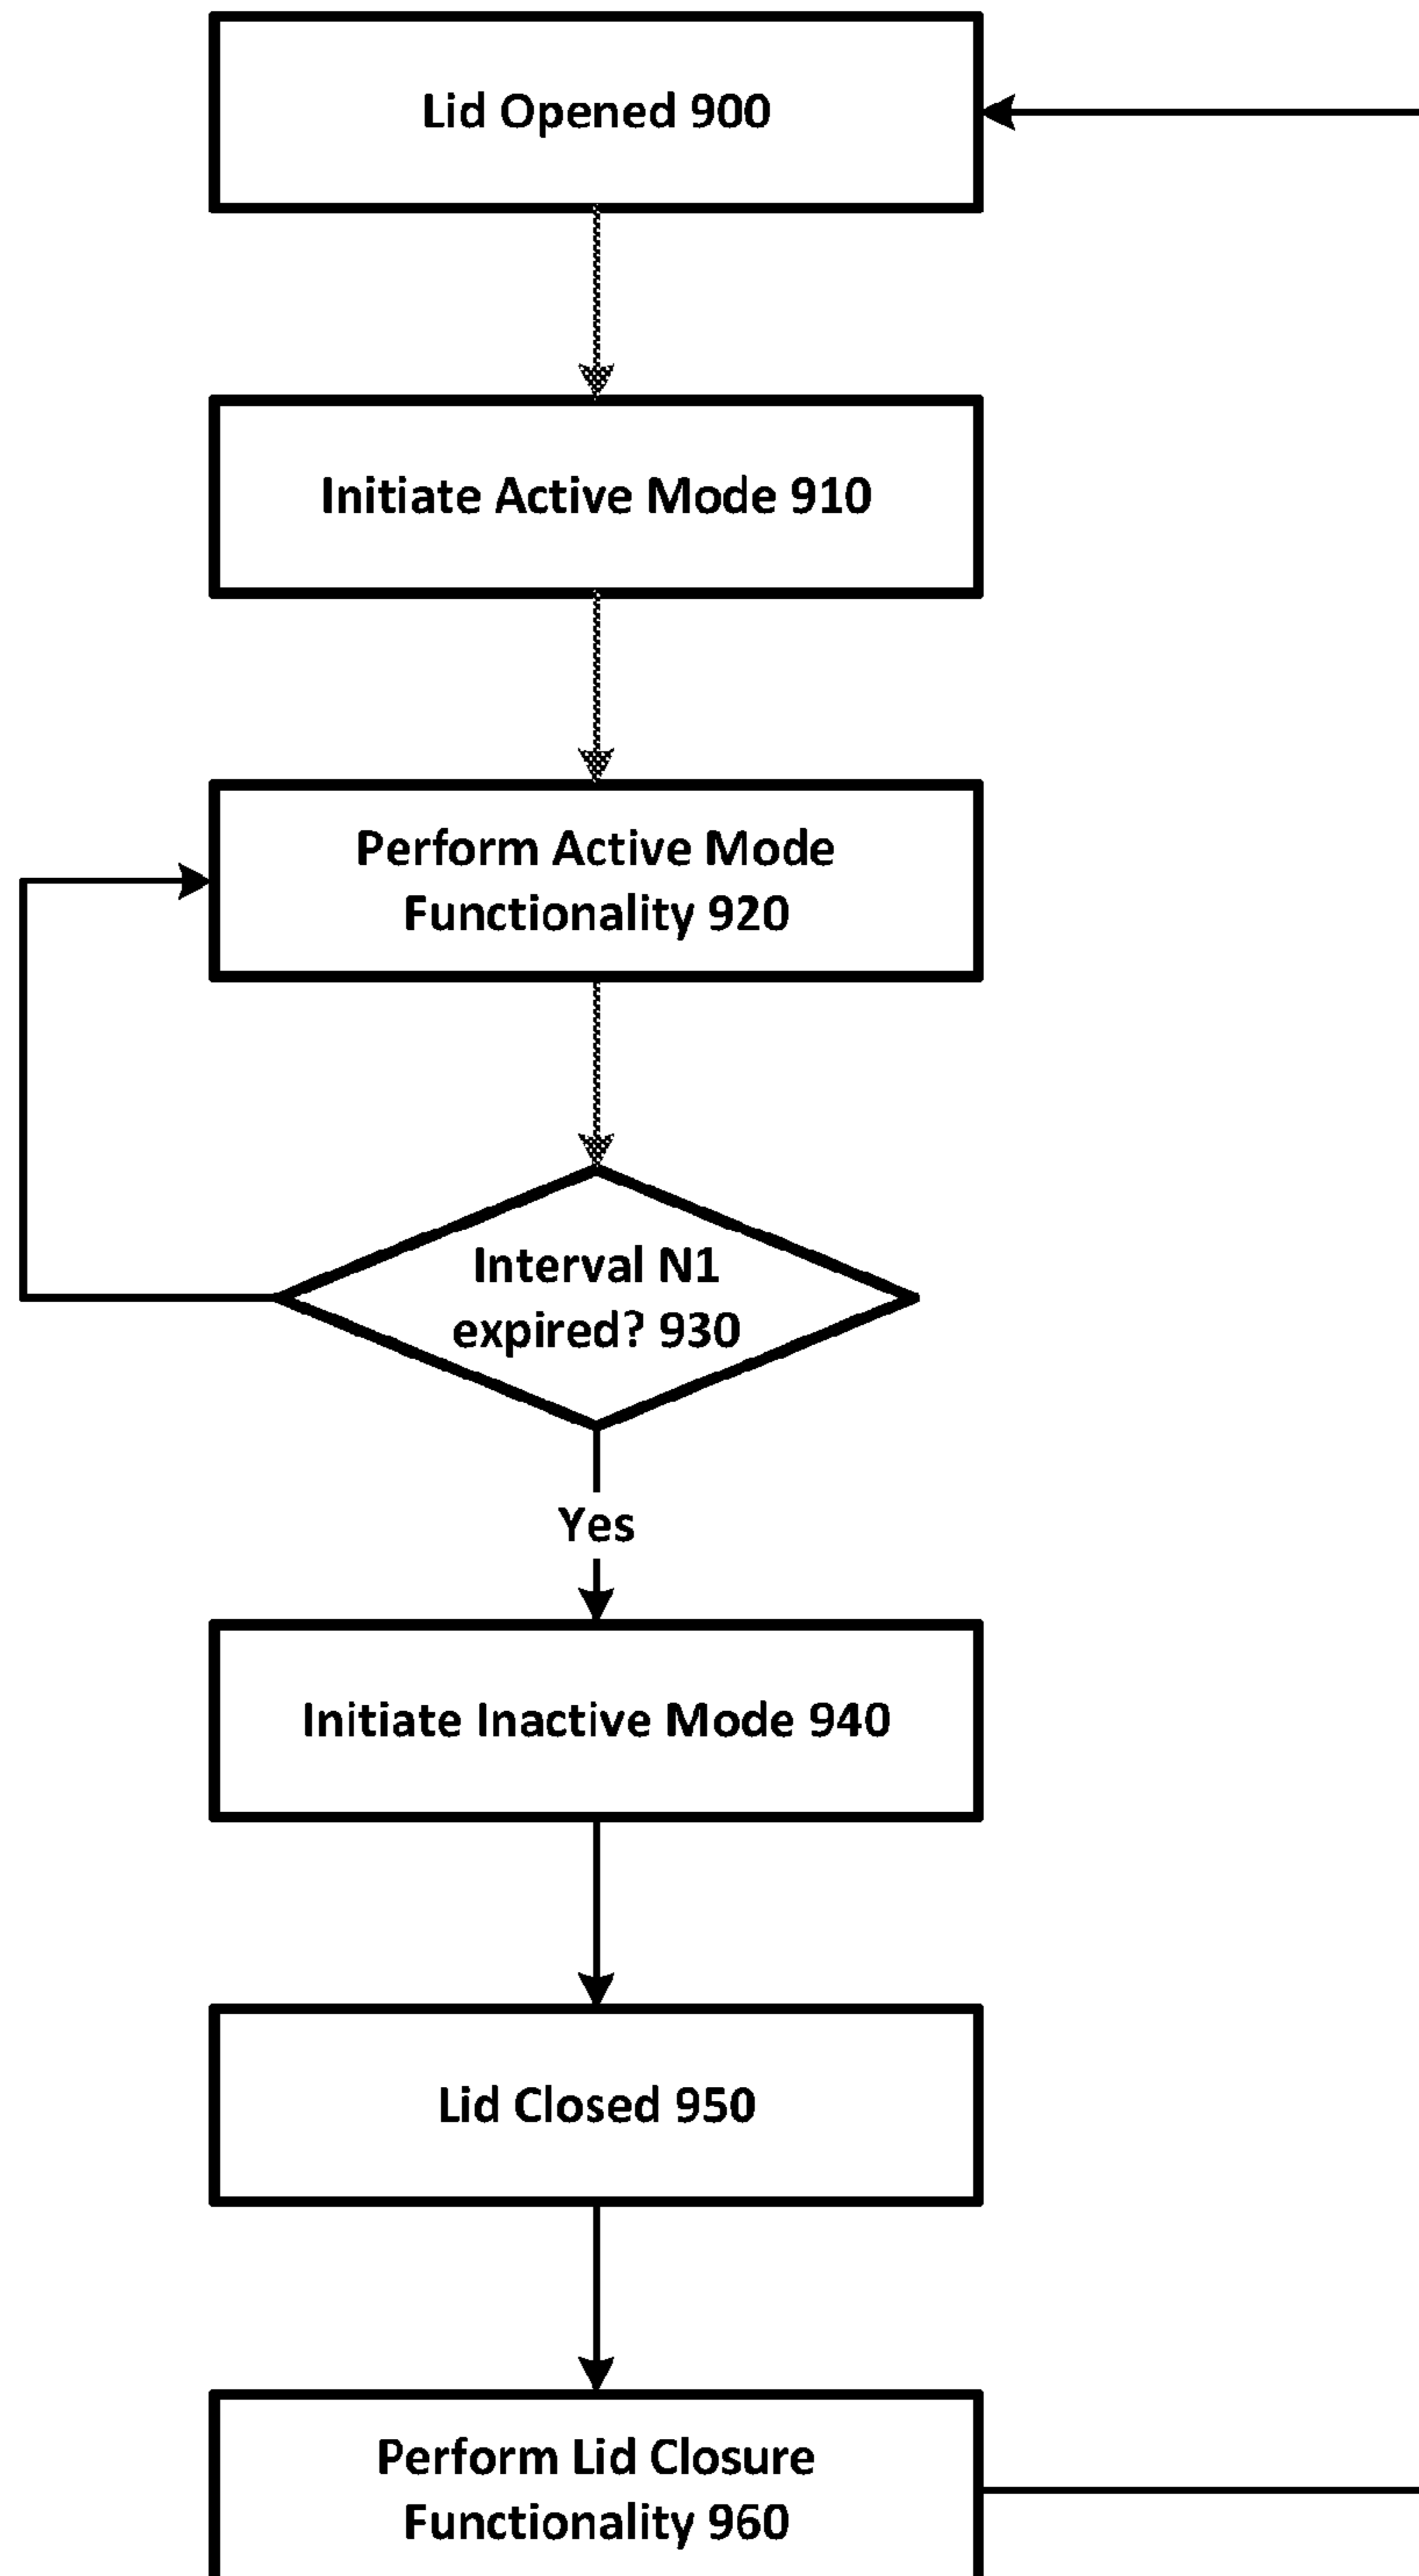 Lid Opened 900
Initiate Active Mode 910
Perform Active Mode
Functionality 920
Interval N1
expired? 930
Yes
Initiate Inactive Mode 940
Lid Closed 950
Perform Lid Closure
Functionality 960